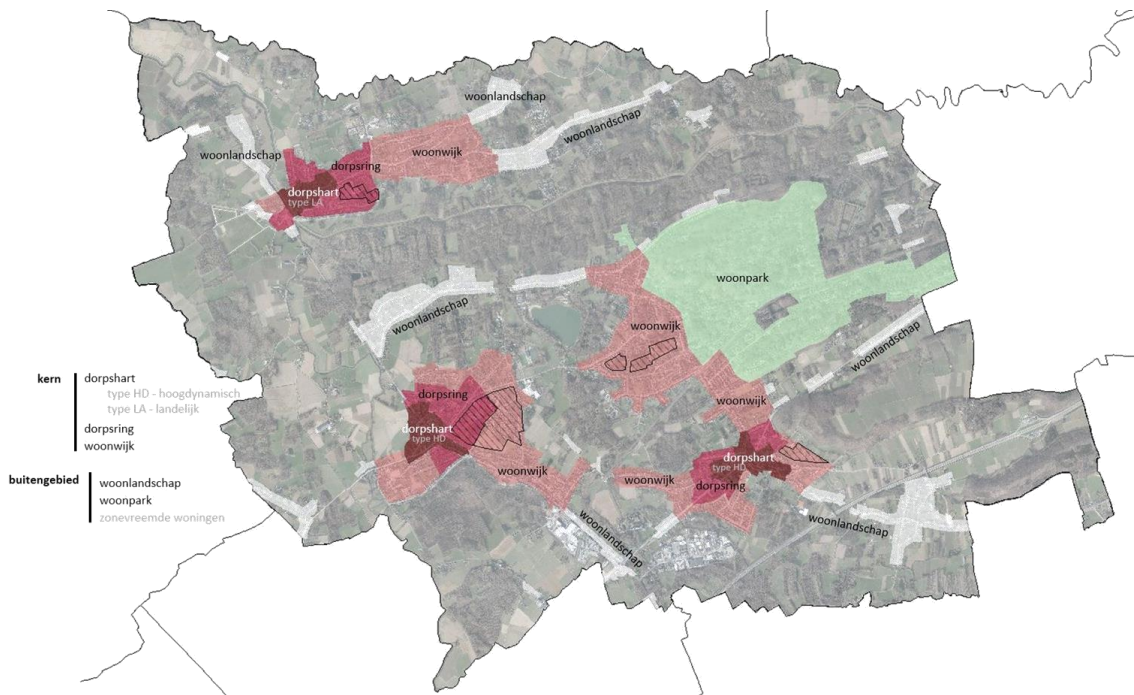 woonlandschap
woonlandschap
woonlandschap
woonwijk
dorpsring
dorpshart
type LA
woonpark
woonlandschap
woonwijk
woonlandschap
woonwijk
dorpsring
dorpshart
type HD
woonwijk
woonwijk
dorpshart
type HD
dorpsring
woonlandschap
woonlandschap
kern
dorpshart
type HD - hoogdynamisch
type LA - landelijk
dorpsring
woonwijk
buitengebied
woonlandschap
woonpark
zonevreemde woningen